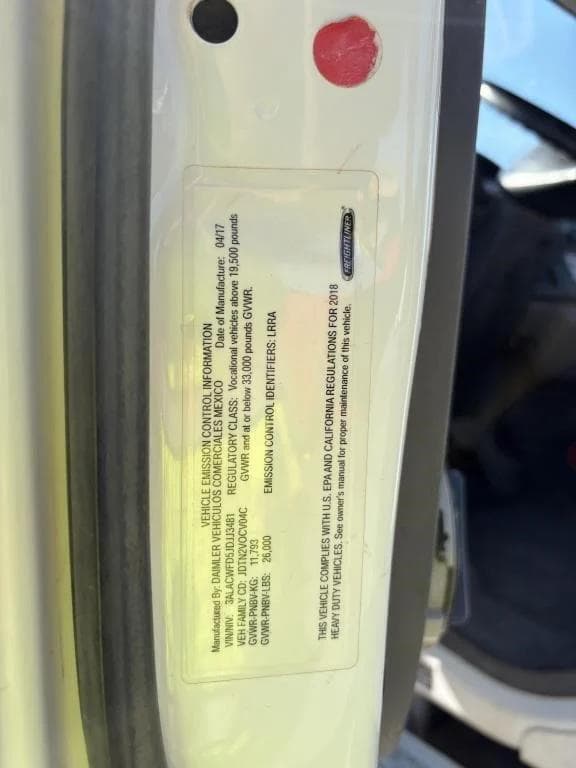 VEHICLE EMISSION CONTROL INFORMATION
Manufactured By: DAIMLER VEHICULOS COMERCIALES MEXICO Date of Manufacture: 04/17
VIN/NIV: 3ALACWFD5JDJJ3481 REGULATORY CLASS: Vocational vehicles above 19,500 pounds
VEH FAMILY CD: JDTN2VOCV04C GVWR and at or below 33,000 pounds GVWR.
GVWR-PNBV-KG: 11,793
GVWR-PNBV-LBS: 26,000 EMISSION CONTROL IDENTIFIERS: LRRA
THIS VEHICLE COMPLIES WITH U.S. EPA AND CALIFORNIA REGULATIONS FOR 2018
HEAVY DUTY VEHICLES. See owner's manual for proper maintenance of this vehicle.
FREIGHTLINER